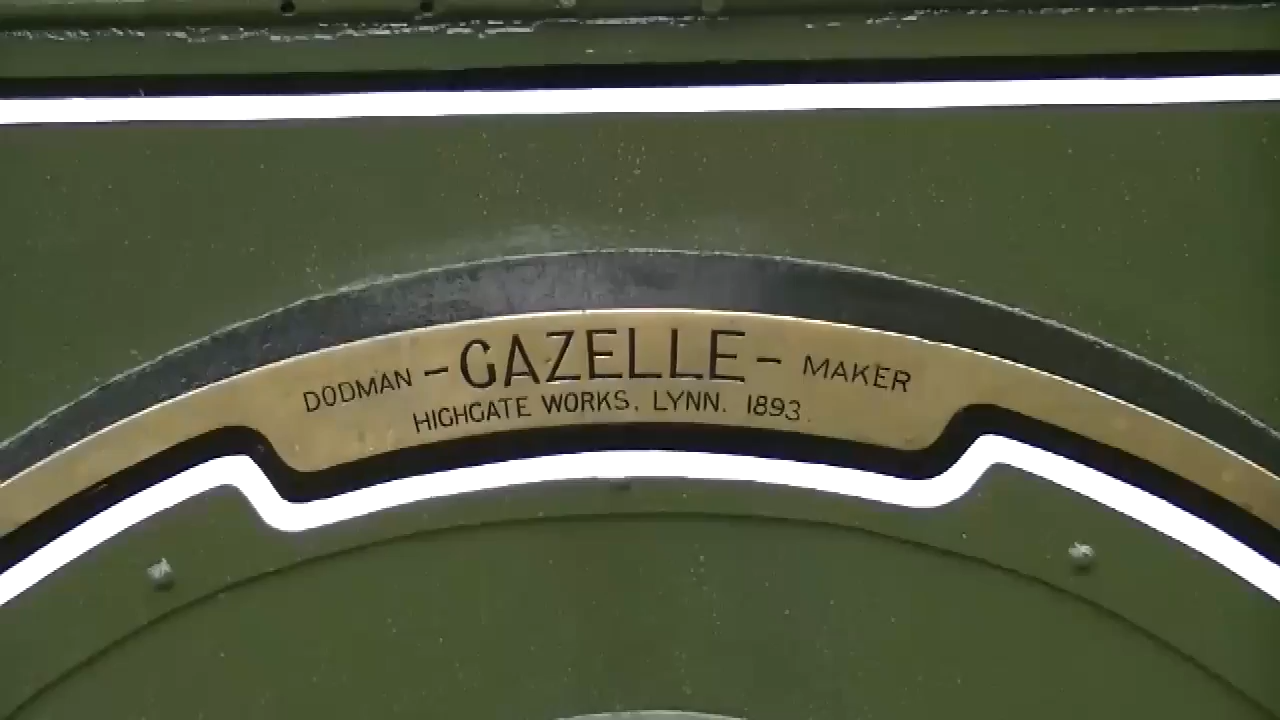 DODMAN - GAZELLE - MAKER
HIGHGATE WORKS. LYNN. 1893.